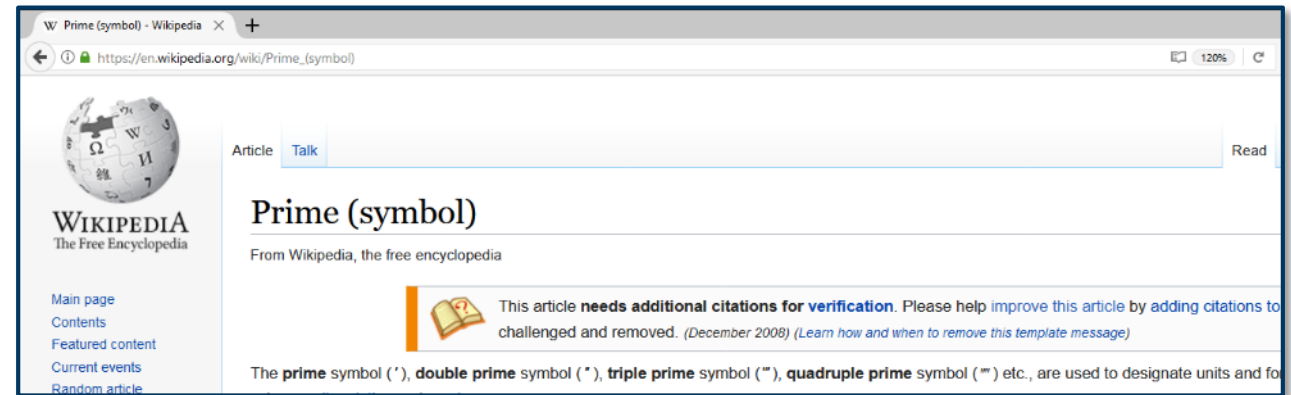 W Prime (symbol) - Wikipedia
https://en.wikipedia.org/wiki/Prime_(symbol)
120%
Ω W И 7
WIKIPEDIA
The Free Encyclopedia
Main page
Contents
Featured content
Current events
Random article
Article Talk Read
Prime (symbol)
From Wikipedia, the free encyclopedia
This article needs additional citations for verification. Please help improve this article by adding citations to
challenged and removed. (December 2008) (Learn how and when to remove this template message)
The prime symbol ( ′ ), double prime symbol ( ″ ), triple prime symbol ( ‴ ), quadruple prime symbol ( ⁗ ) etc., are used to designate units and for